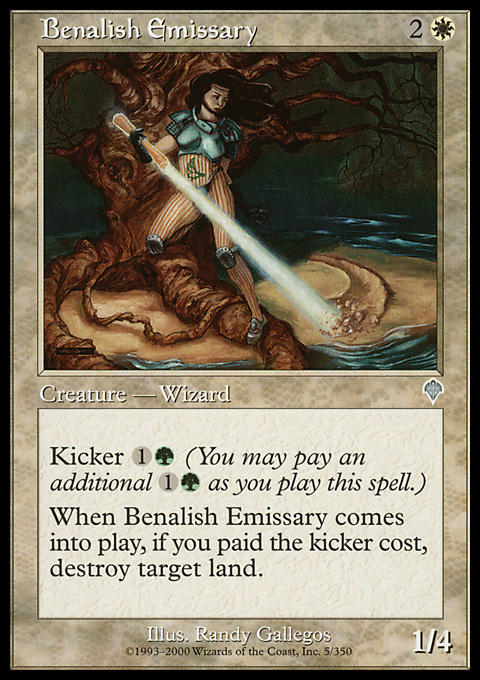 Benalish Emissary 2
Creature — Wizard
Kicker 1 (You may pay an
additional 1 as you play this spell.)
When Benalish Emissary comes
into play, if you paid the kicker cost,
destroy target land.
Illus. Randy Gallegos
1/4
©1993–2000 Wizards of the Coast, Inc. 5/350